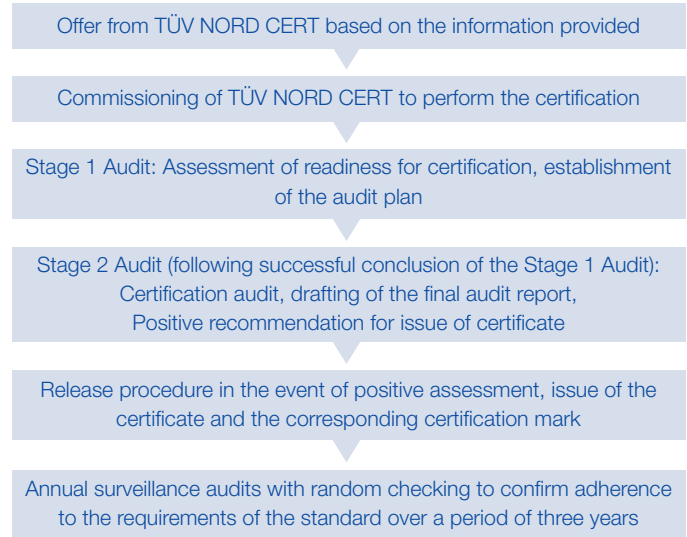 Offer from TÜV NORD CERT based on the information provided
Commissioning of TÜV NORD CERT to perform the certification
Stage 1 Audit: Assessment of readiness for certification, establishment
of the audit plan
Stage 2 Audit (following successful conclusion of the Stage 1 Audit):
Certification audit, drafting of the final audit report,
Positive recommendation for issue of certificate
Release procedure in the event of positive assessment, issue of the
certificate and the corresponding certification mark
Annual surveillance audits with random checking to confirm adherence
to the requirements of the standard over a period of three years